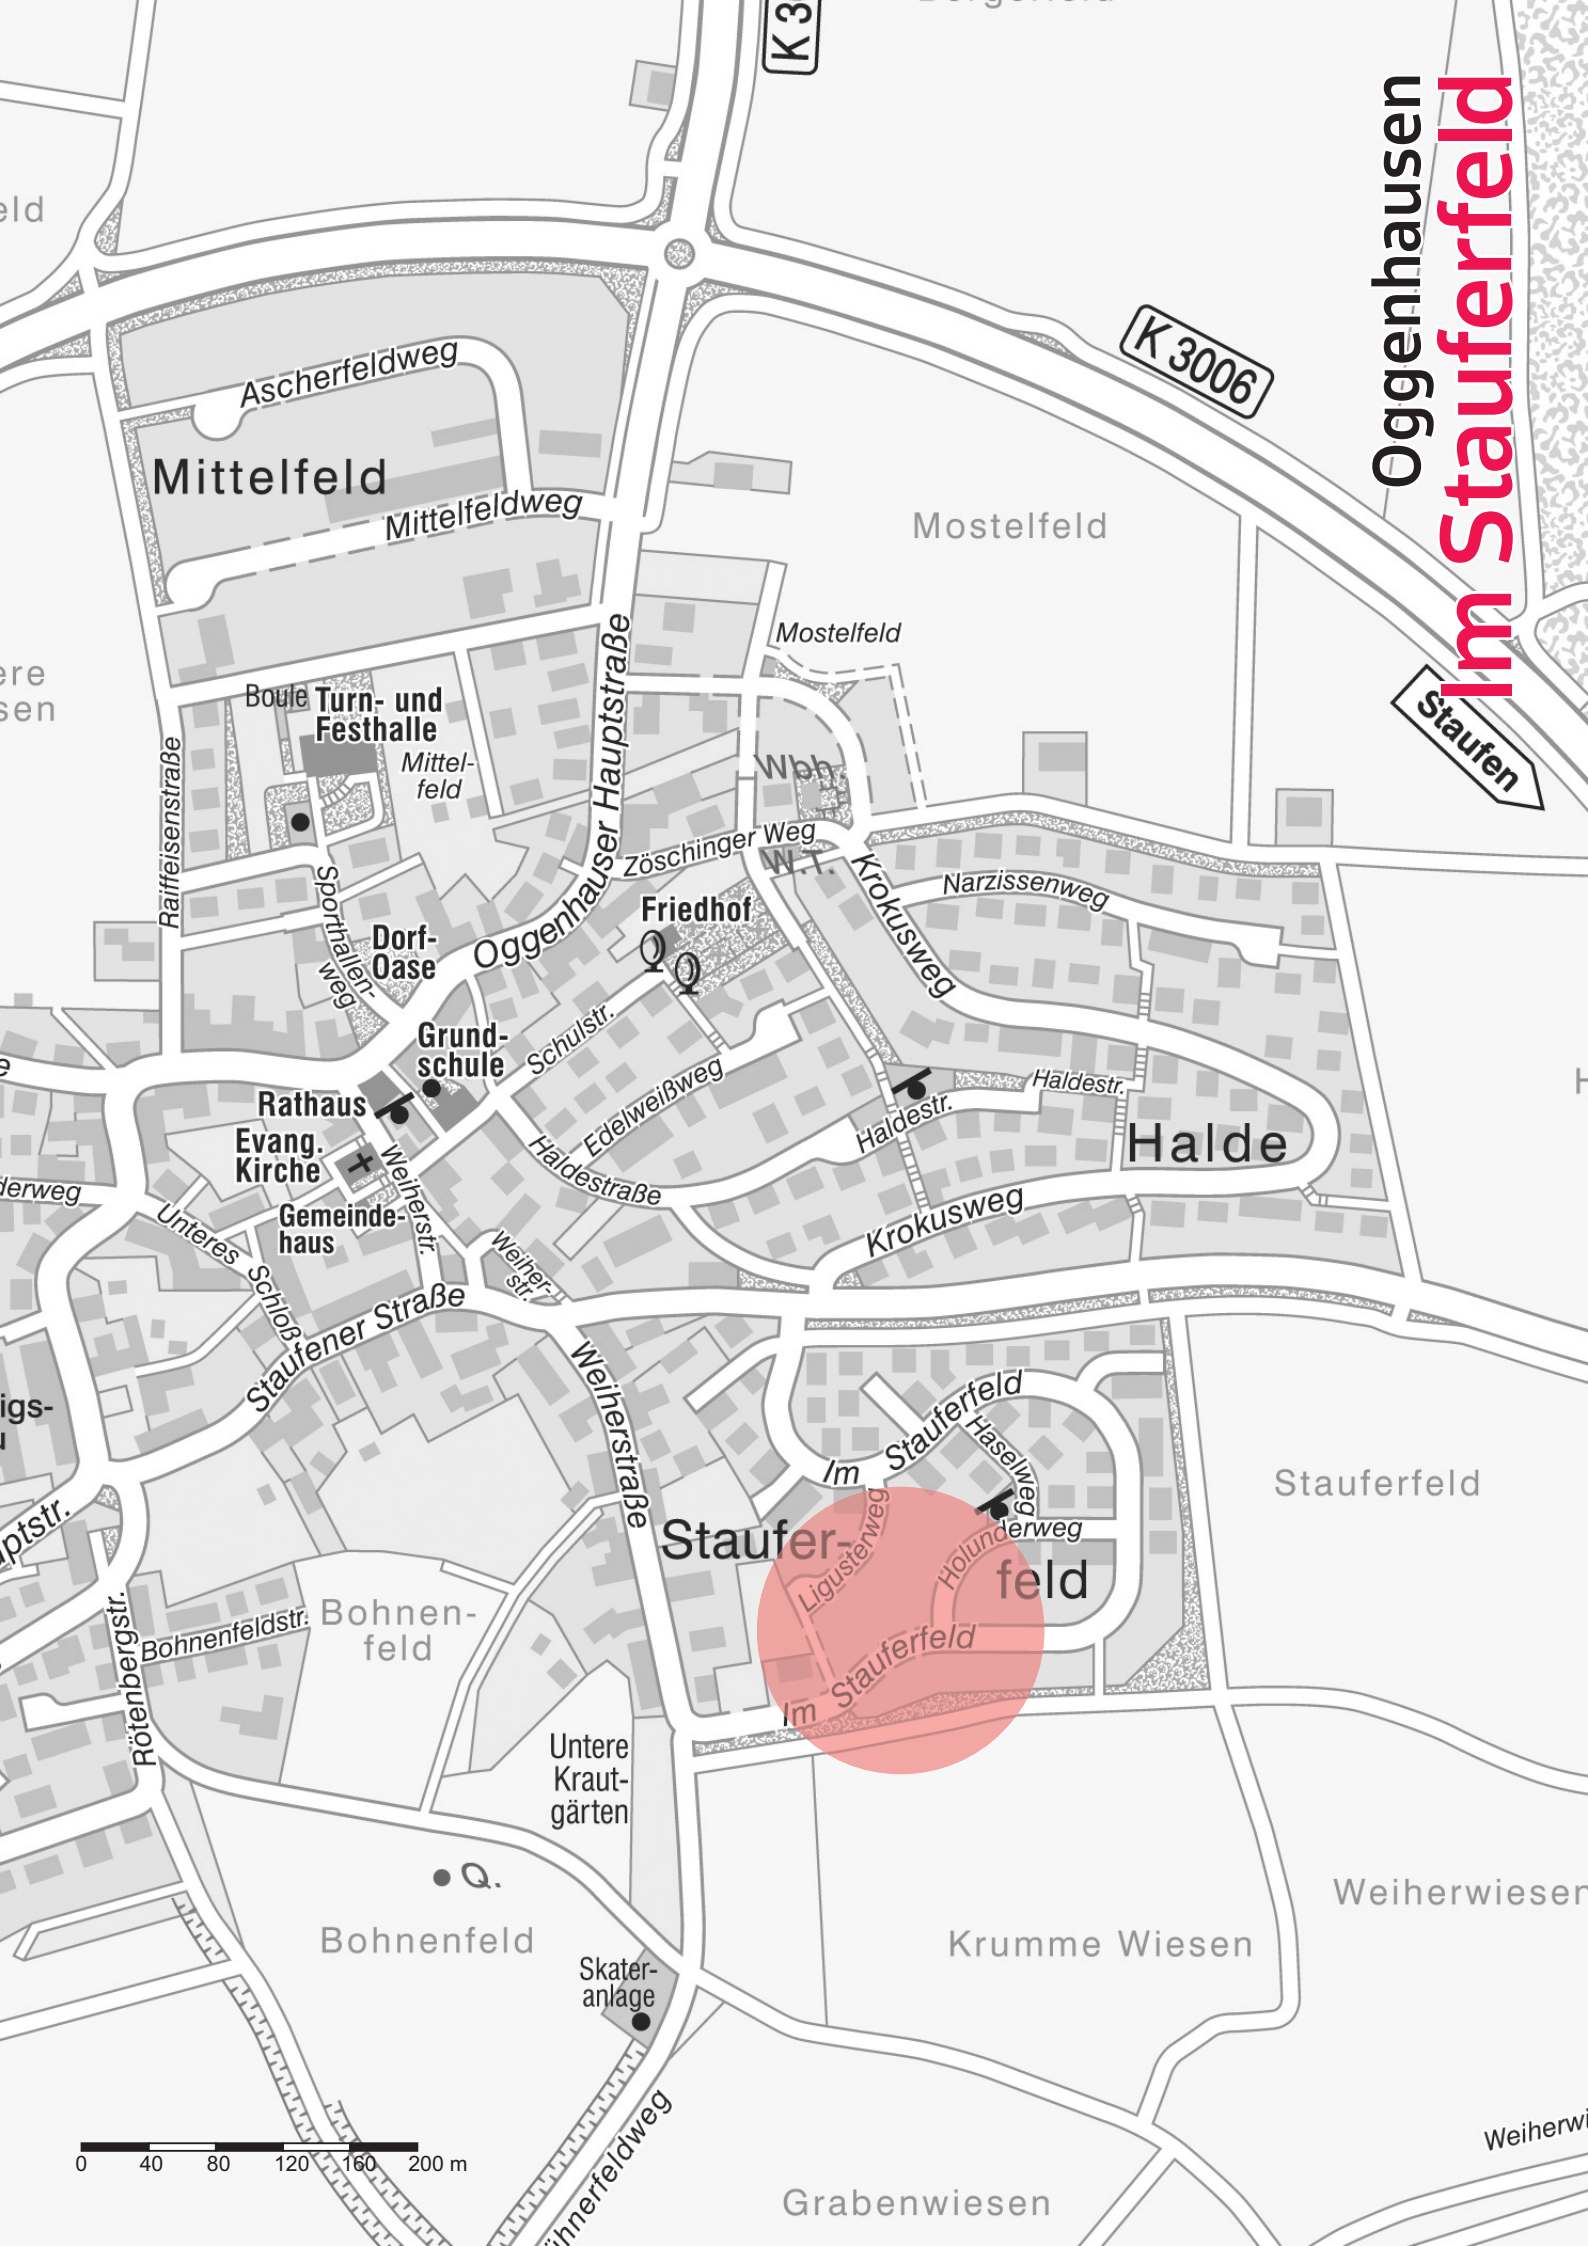 K 3
Oggenhausen
Im Stauferfeld
K 3006
Ascherfeldweg
Mittelfeld
Mittelfeldweg
Mostelfeld
Mostelfeld
Staufen
Boule
Turn- und
Festhalle
Mittel-
feld
Raiffeisenstraße
Oggenhauser Hauptstraße
Wbh.
Zöschinger Weg
W.T.
Krokusweg
Narzissenweg
Sporthallen-
weg
Friedhof
Dorf-
Oase
Grund-
schule
Schulstr.
Edelweißweg
Haldestr.
Haldestr.
Halde
Rathaus
Evang.
Kirche
Weiherstr.
Haldestraße
Gemeinde-
haus
Krokusweg
Unteres Schloß
Weiher-
str.
Staufener Straße
Weiherstraße
Im Stauferfeld
Haselweg
Stauferfeld
Staufer-
feld
Ligusterweg
Holunderweg
Im Stauferfeld
Bohnen-
feld
Bohnenfeldstr.
Rötenbergstr.
Untere
Kraut-
gärten
Q.
Bohnenfeld
Krumme Wiesen
Weiherwiesen
Skater-
anlage
0 40 80 120 160 200 m
Grabenwiesen